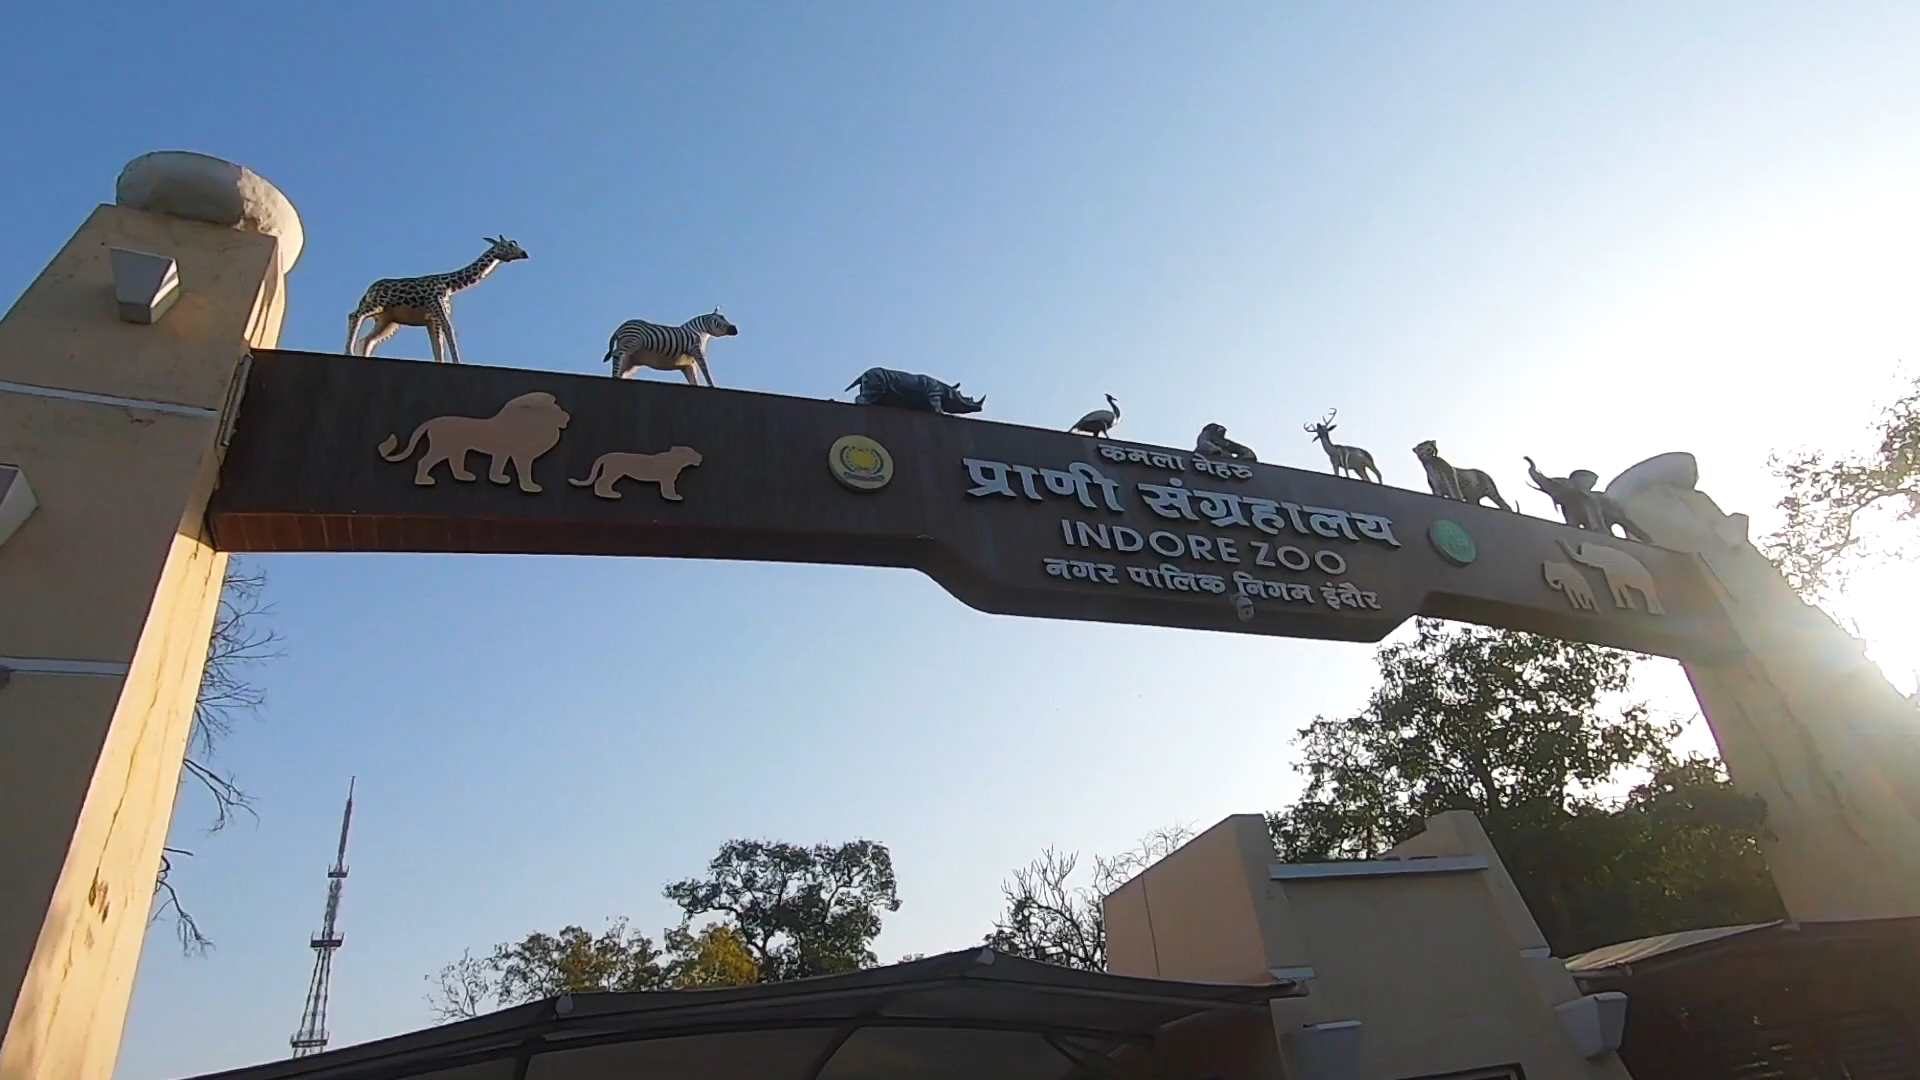 कमला नेहरु
प्राणी संग्रहालय
INDORE ZOO
नगर पालिक निगम इंदौर